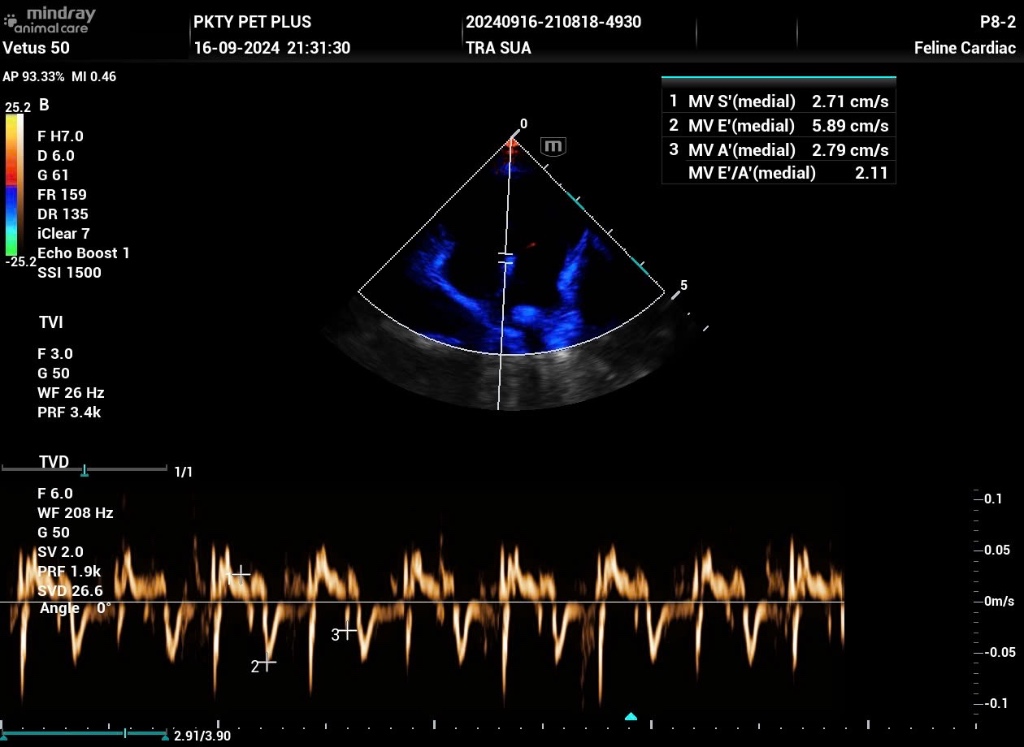 mindray
animal care
Vetus 50
PKTY PET PLUS
16-09-2024 21:31:30
20240916-210818-4930
TRA SUA
P8-2
Feline Cardiac
AP 93.33% MI 0.46
25.2
B
F H7.0
D 6.0
G 61
FR 159
DR 135
iClear 7
Echo Boost 1
-25.2
SSI 1500
TVI
F 3.0
G 50
WF 26 Hz
PRF 3.4k
TVD
1/1
F 6.0
WF 208 Hz
G 50
SV 2.0
PRF 1.9k
SVD 26.6
Angle 0°
0
m
5
1 MV S'(medial) 2.71 cm/s
2 MV E'(medial) 5.89 cm/s
3 MV A'(medial) 2.79 cm/s
MV E'/A'(medial) 2.11
0.1
0.05
0m/s
-0.05
-0.1
3
2
2.91/3.90